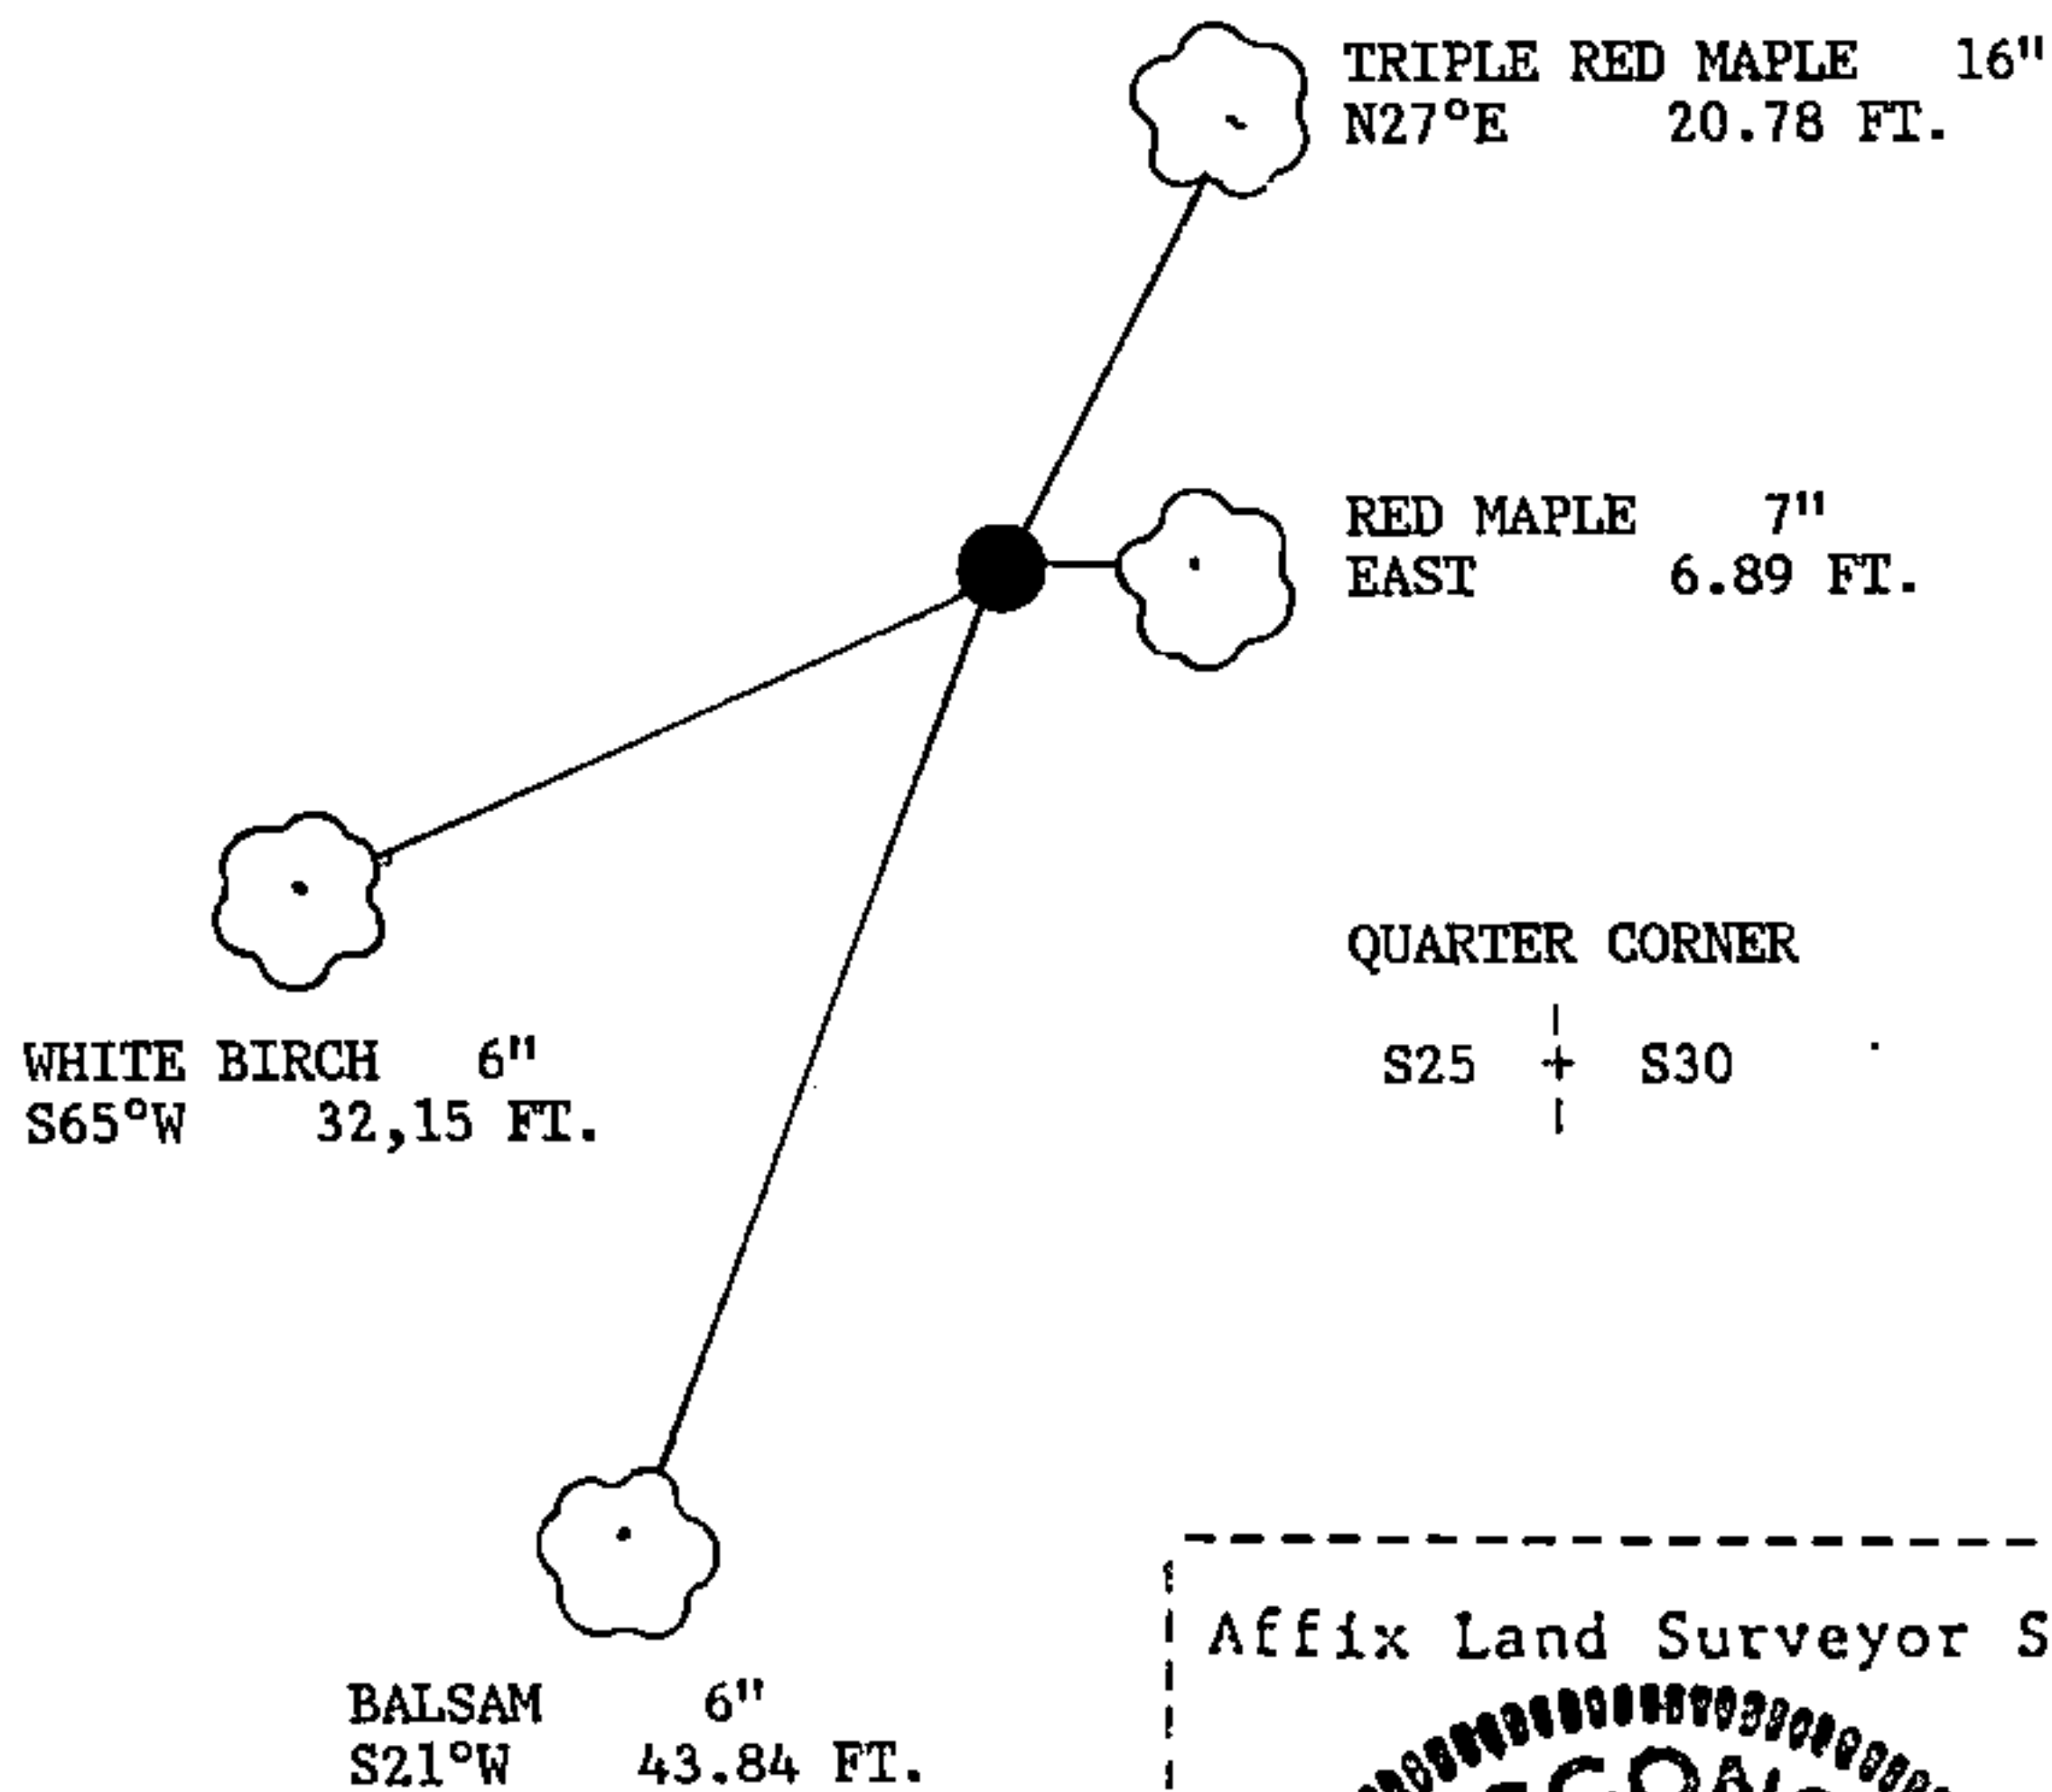 TRIPLE RED MAPLE 16"
N27°E 20.78 FT.
RED MAPLE 7"
EAST 6.89 FT.
WHITE BIRCH 6"
S65°W 32,15 FT.
QUARTER CORNER
S25 + S30
BALSAM 6"
S21°W 43.84 FT.
Affix Land Surveyor S